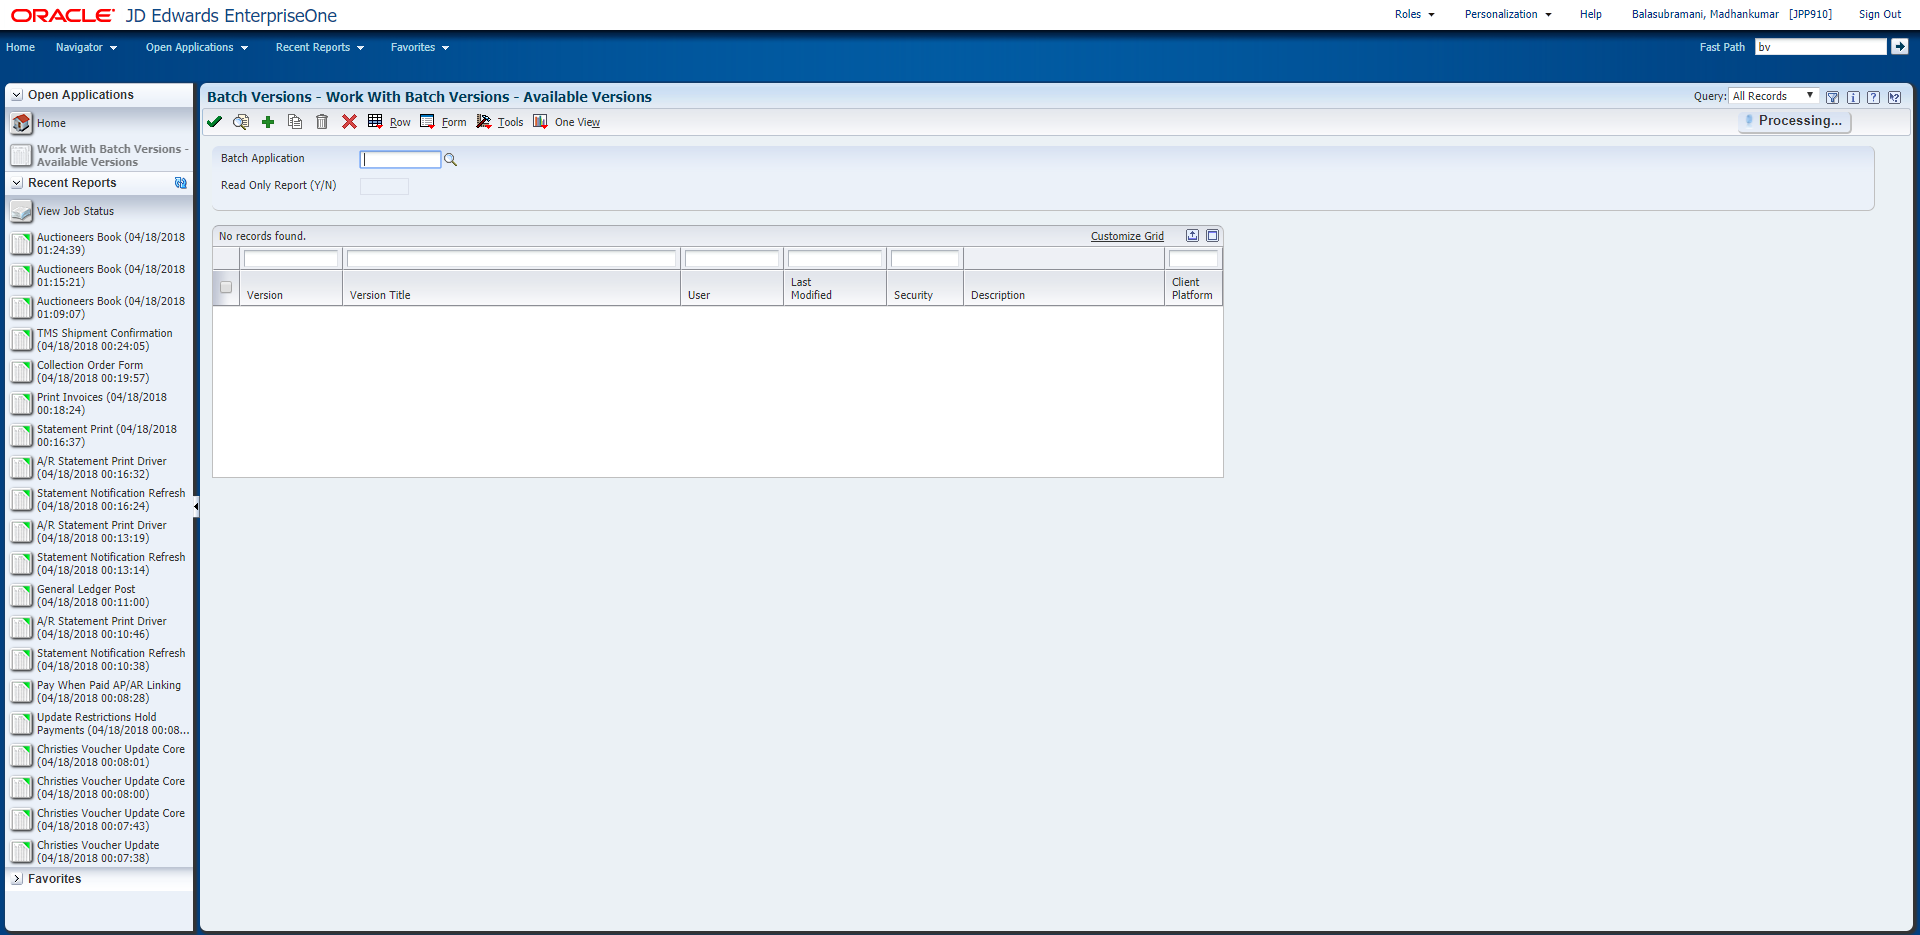 ORACLE JD Edwards EnterpriseOne
Roles Personalization Help Balasubramani, Madhankumar [JPP910] Sign Out
Home Navigator Open Applications Recent Reports Favorites
Fast Path bv
Open Applications
Home
Work With Batch Versions -
Available Versions
Recent Reports
View Job Status
Auctioneers Book (04/18/2018
01:24:39)
Auctioneers Book (04/18/2018
01:15:21)
Auctioneers Book (04/18/2018
01:09:07)
TMS Shipment Confirmation
(04/18/2018 00:24:05)
Collection Order Form
(04/18/2018 00:19:57)
Print Invoices (04/18/2018
00:18:24)
Statement Print (04/18/2018
00:16:37)
A/R Statement Print Driver
(04/18/2018 00:16:32)
Statement Notification Refresh
(04/18/2018 00:16:24)
A/R Statement Print Driver
(04/18/2018 00:13:19)
Statement Notification Refresh
(04/18/2018 00:13:14)
General Ledger Post
(04/18/2018 00:11:00)
A/R Statement Print Driver
(04/18/2018 00:10:46)
Statement Notification Refresh
(04/18/2018 00:10:38)
Pay When Paid AP/AR Linking
(04/18/2018 00:08:28)
Update Restrictions Hold
Payments (04/18/2018 00:08...
Christies Voucher Update Core
(04/18/2018 00:08:01)
Christies Voucher Update Core
(04/18/2018 00:08:00)
Christies Voucher Update Core
(04/18/2018 00:07:43)
Christies Voucher Update
(04/18/2018 00:07:38)
Favorites
Batch Versions - Work With Batch Versions - Available Versions
Query: All Records
Row Form Tools One View
Processing...
Batch Application
Read Only Report (Y/N)
No records found.
Customize Grid
Version
Version Title
User
Last
Modified
Security
Description
Client
Platform